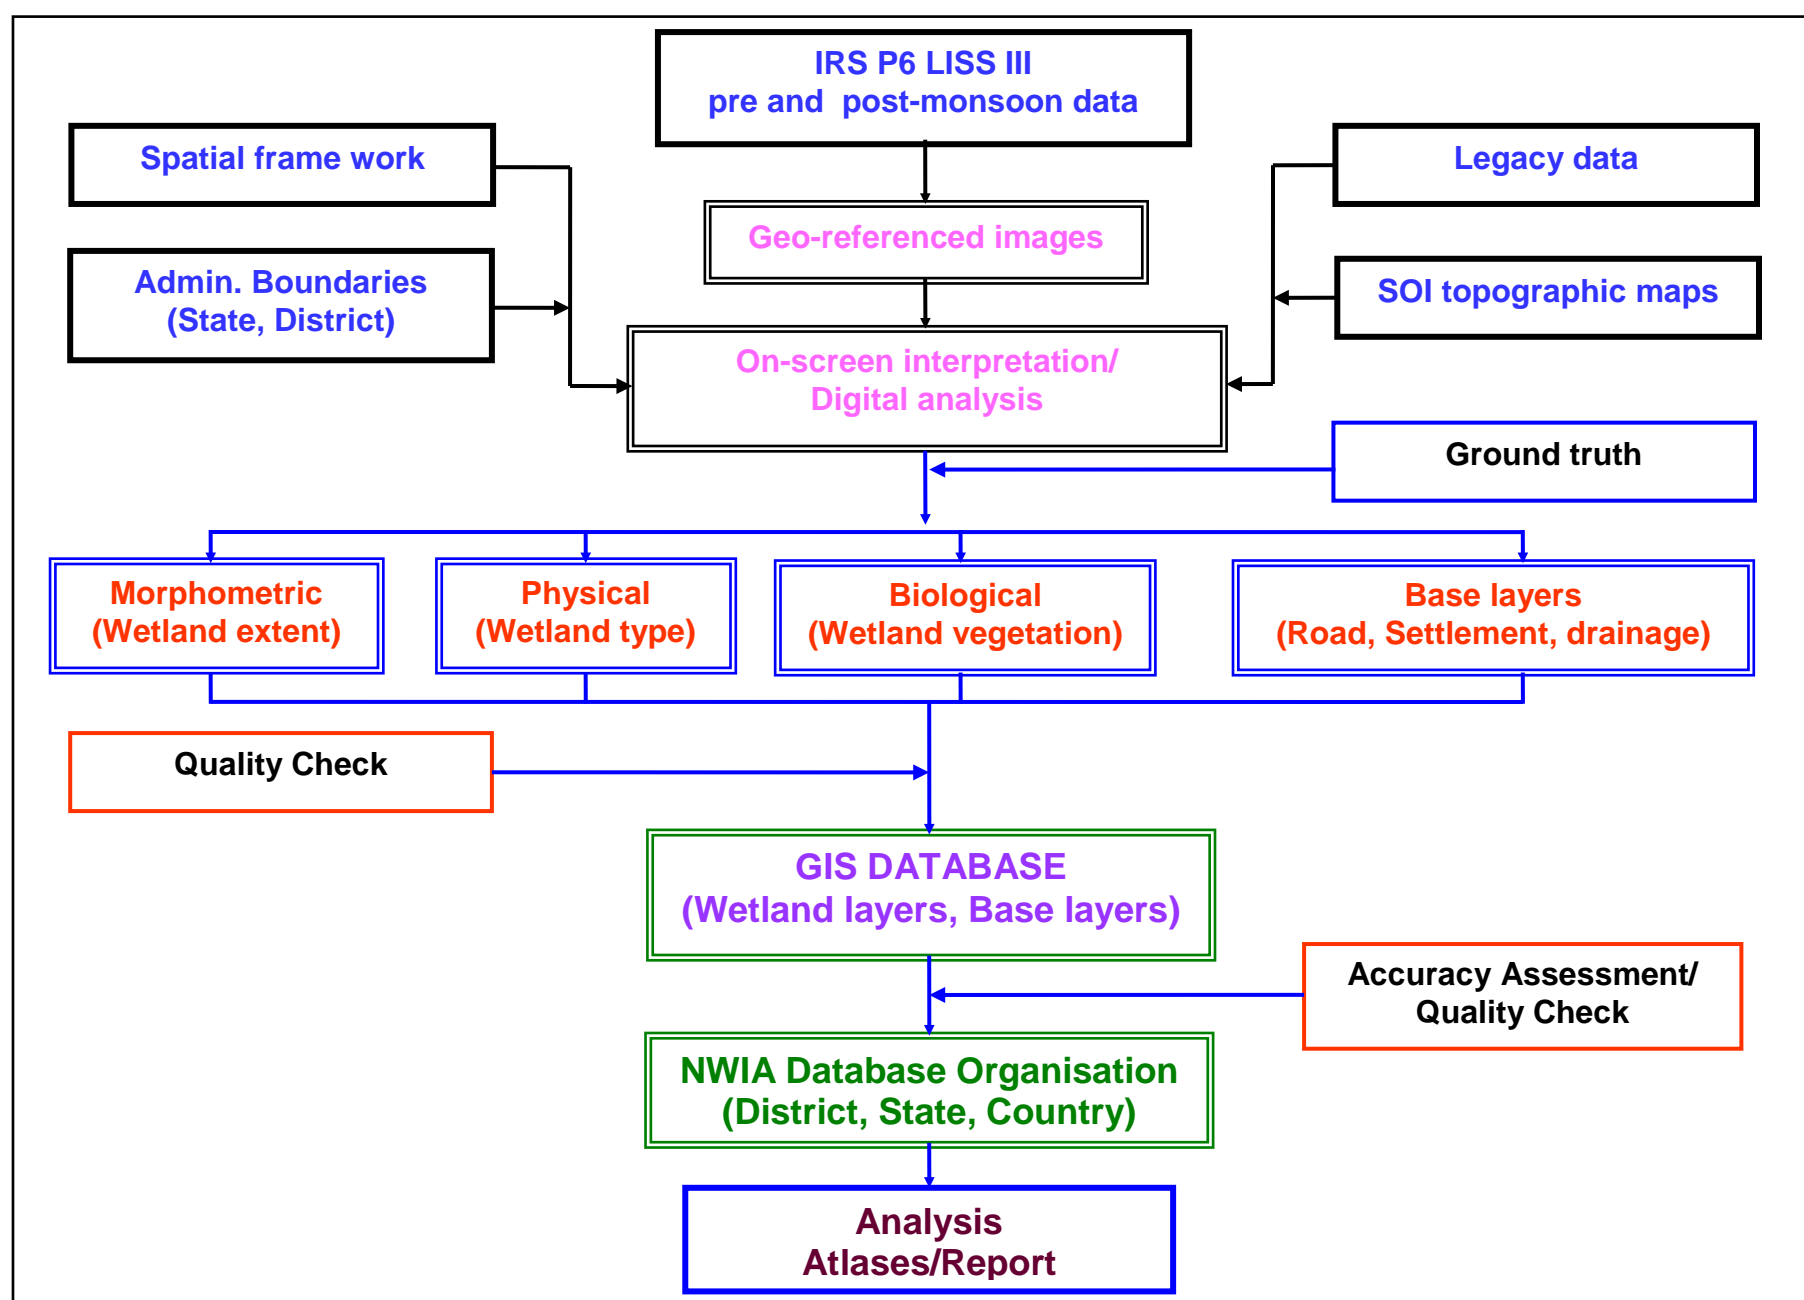 IRS P6 LISS III
pre and post-monsoon data
Spatial frame work
Legacy data
Geo-referenced images
Admin. Boundaries
(State, District)
SOI topographic maps
On-screen interpretation/
Digital analysis
Ground truth
Morphometric
(Wetland extent)
Physical
(Wetland type)
Biological
(Wetland vegetation)
Base layers
(Road, Settlement, drainage)
Quality Check
GIS DATABASE
(Wetland layers, Base layers)
Accuracy Assessment/
Quality Check
NWIA Database Organisation
(District, State, Country)
Analysis
Atlases/Report